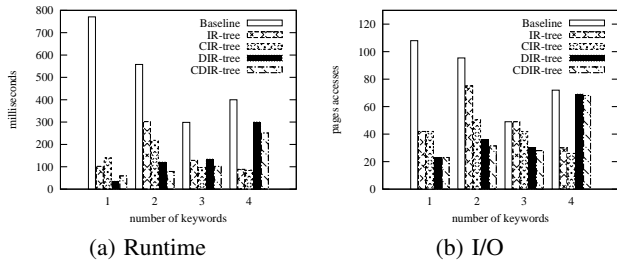 800
700
600
500
400
300
200
100
0
milliseconds
Baseline
IR-tree
CIR-tree
DIR-tree
CDIR-tree
1 2 3 4
number of keywords
(a) Runtime
120
100
80
60
40
20
0
pages accesses
Baseline
IR-tree
CIR-tree
DIR-tree
CDIR-tree
1 2 3 4
number of keywords
(b) I/O